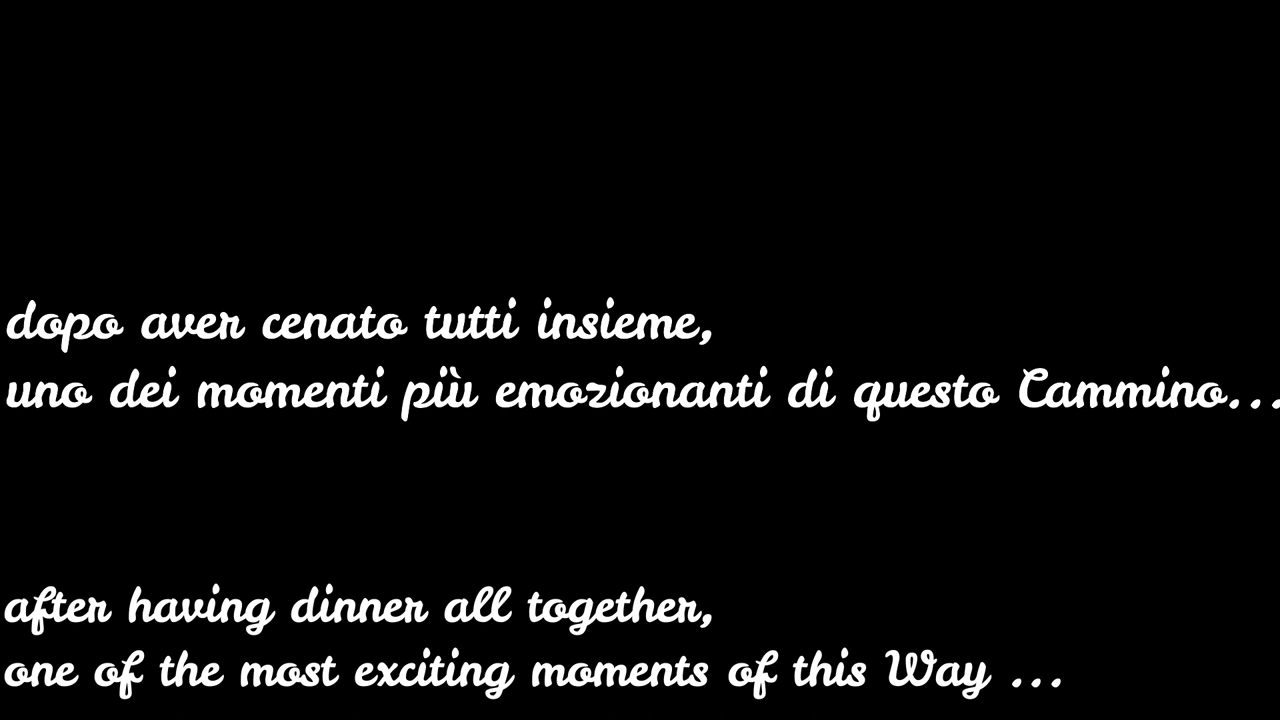 dopo aver cenato tutti insieme,
uno dei momenti più emozionanti di questo Cammino...
after having dinner all together,
one of the most exciting moments of this Way ...